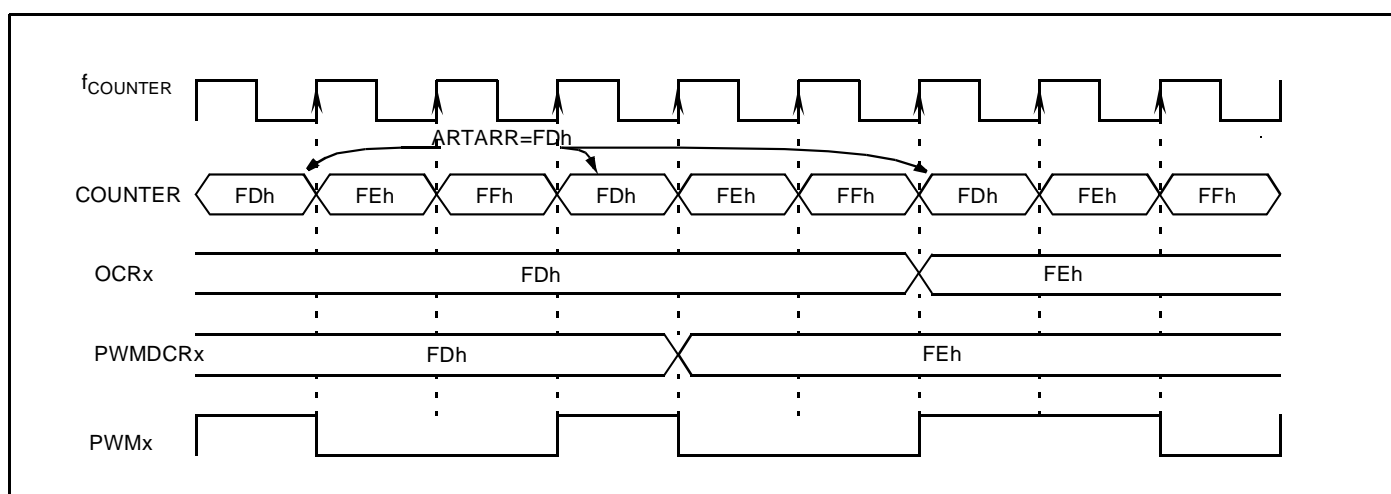 fCOUNTER
ARTARR=FDh
COUNTER FDh FEh FFh FDh FEh FFh FDh FEh FFh
OCRx FDh FEh
PWMDCRx FDh FEh
PWMx